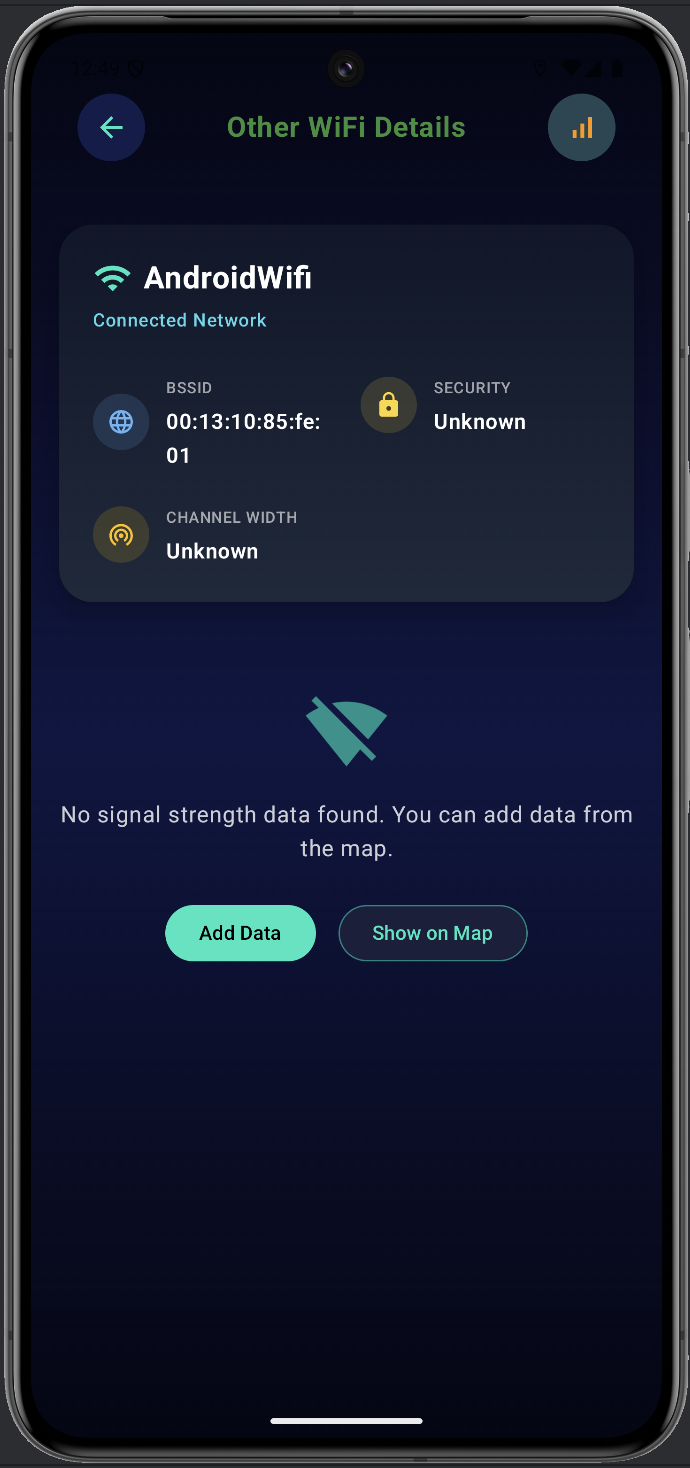 12:49
Other WiFi Details
AndroidWifi
Connected Network
BSSID
00:13:10:85:fe:
01
SECURITY
Unknown
CHANNEL WIDTH
Unknown
No signal strength data found. You can add data from
the map.
Add Data
Show on Map